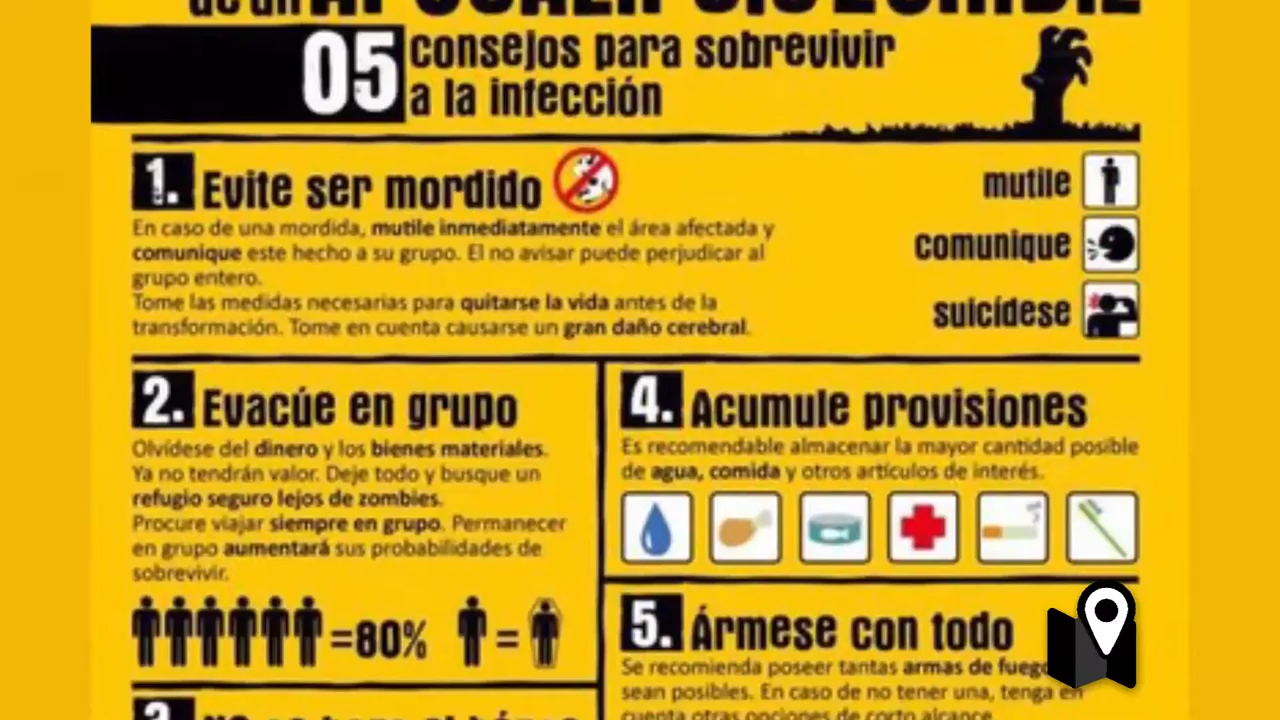 05 consejos para sobrevivir
a la infección
1. Evite ser mordido
En caso de una mordida, mutile inmediatamente el área afectada y
comunique este hecho a su grupo. El no avisar puede perjudicar al
grupo entero.
Tome las medidas necesarias para quitarse la vida antes de la
transformación. Tome en cuenta causarse un gran daño cerebral.
mutile
comunique
suicídese
2. Evacúe en grupo
Olvídese del dinero y los bienes materiales.
Ya no tendrán valor. Deje todo y busque un
refugio seguro lejos de zombies.
Procure viajar siempre en grupo. Permanecer
en grupo aumentará sus probabilidades de
sobrevivir.
=80% =
4. Acumule provisiones
Es recomendable almacenar la mayor cantidad posible
de agua, comida y otros artículos de interés.
5. Ármese con todo
Se recomienda poseer tantas armas de fuego
sean posibles. En caso de no tener una, tenga en
cuenta otras opciones de corto alcance.